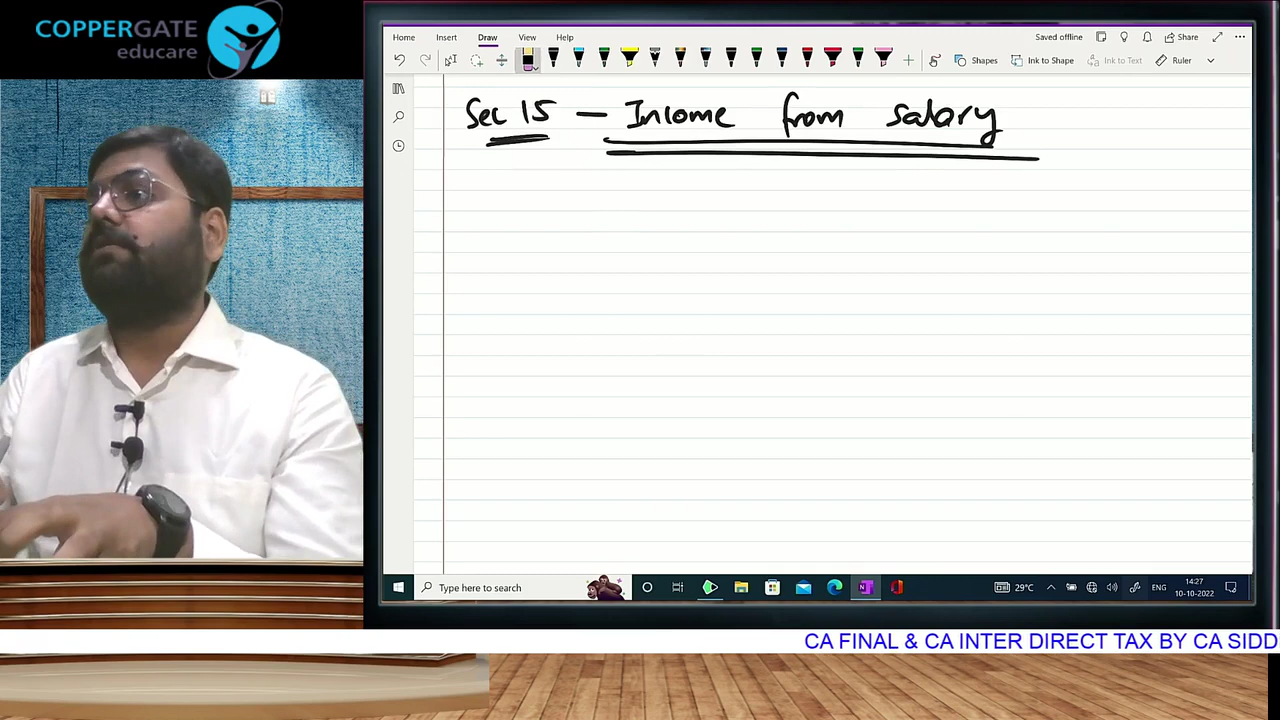 COPPERGATE
educare
Home Insert Draw View Help
Saved offline
Share
Shapes
Ink to Shape
Ink to Text
Ruler
Sec 15 — Income from salary
Type here to search
29°C
ENG
14:27
10-10-2022
CA FINAL & CA INTER DIRECT TAX BY CA SIDD